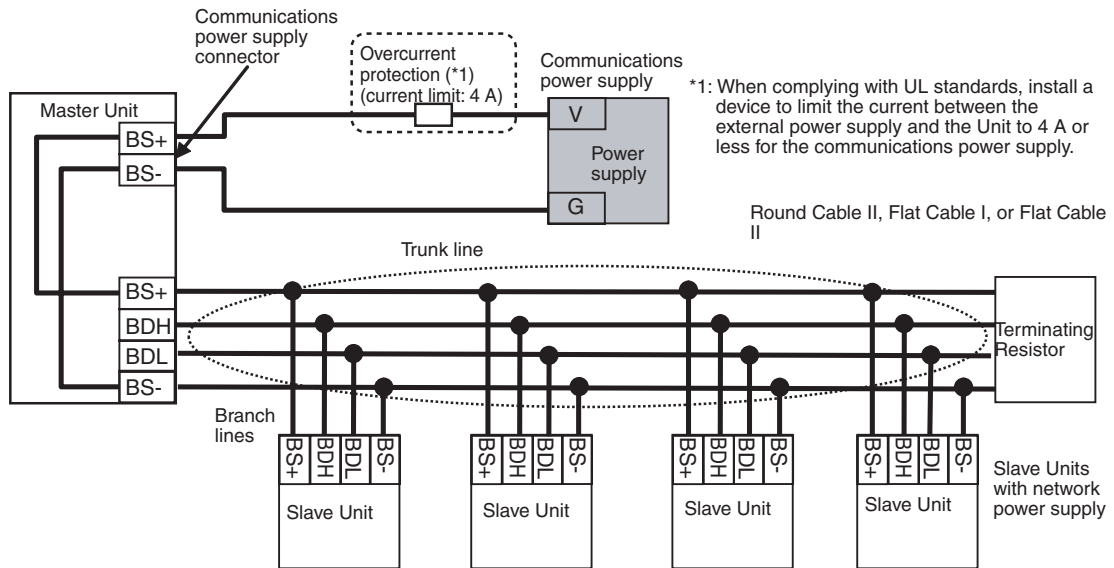 Communications
power supply
connector
Overcurrent
protection (*1)
(current limit: 4 A)
Communications
power supply
*1: When complying with UL standards, install a
device to limit the current between the
external power supply and the Unit to 4 A or
less for the communications power supply.
Master Unit
BS+
BS-
V
Power
supply
G
Round Cable II, Flat Cable I, or Flat Cable
II
Trunk line
BS+
BDH
BDL
BS-
Terminating
Resistor
Branch
lines
BS+ BDH BDL BS-
BS+ BDH BDL BS-
BS+ BDH BDL BS-
BS+ BDH BDL BS-
Slave Unit
Slave Unit
Slave Unit
Slave Unit
Slave Units
with network
power supply